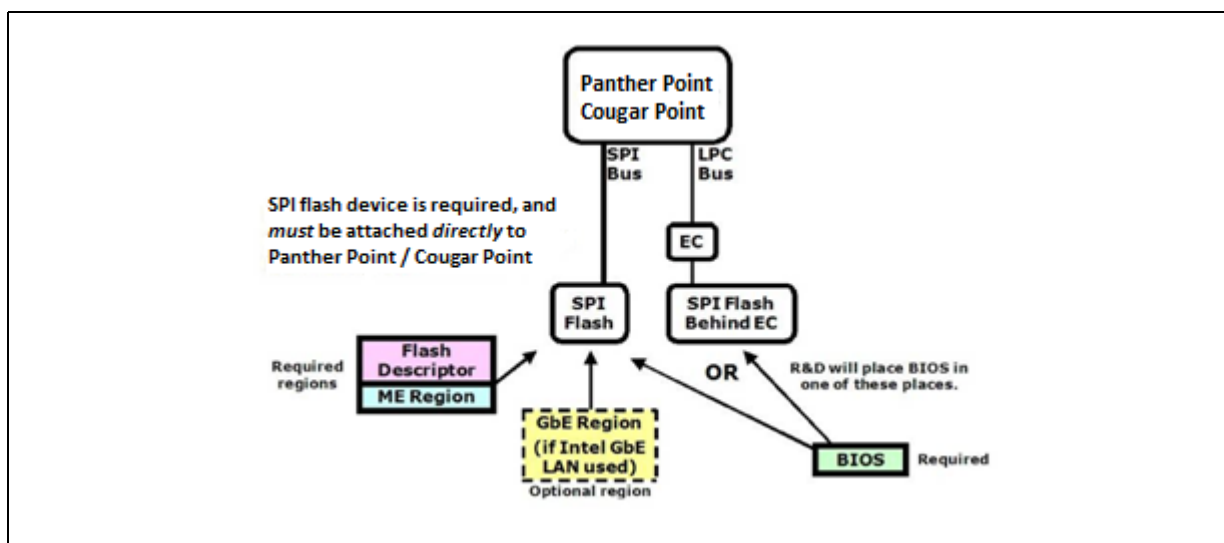 Panther Point
Cougar Point
SPI
Bus
LPC
Bus
SPI flash device is required, and
must be attached directly to
Panther Point / Cougar Point
EC
SPI
Flash
SPI Flash
Behind EC
Required
regions
Flash
Descriptor
ME Region
OR
R&D will place BIOS in
one of these places.
GbE Region
(if Intel GbE
LAN used)
Optional region
BIOS
Required